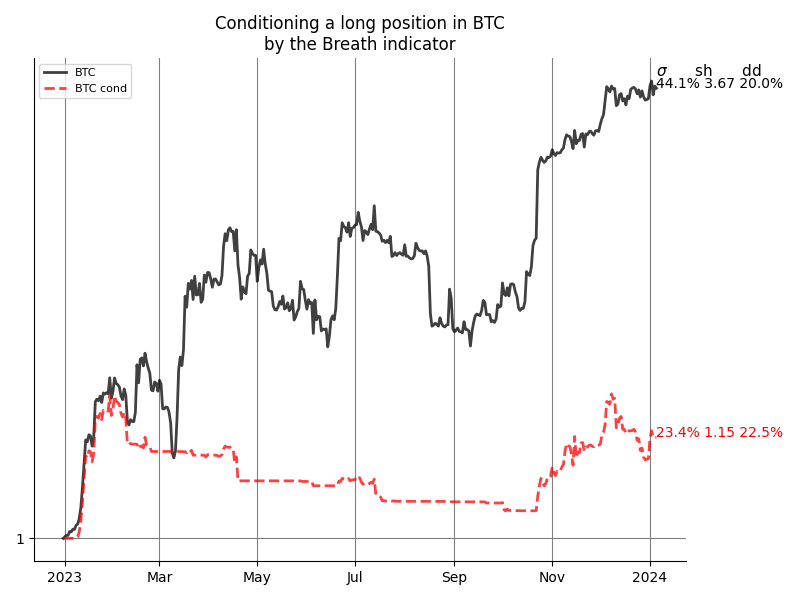 Conditioning a long position in BTC
by the Breath indicator
BTC
BTC cond
σ sh dd
44.1% 3.67 20.0%
23.4% 1.15 22.5%
1
2023 Mar May Jul Sep Nov 2024